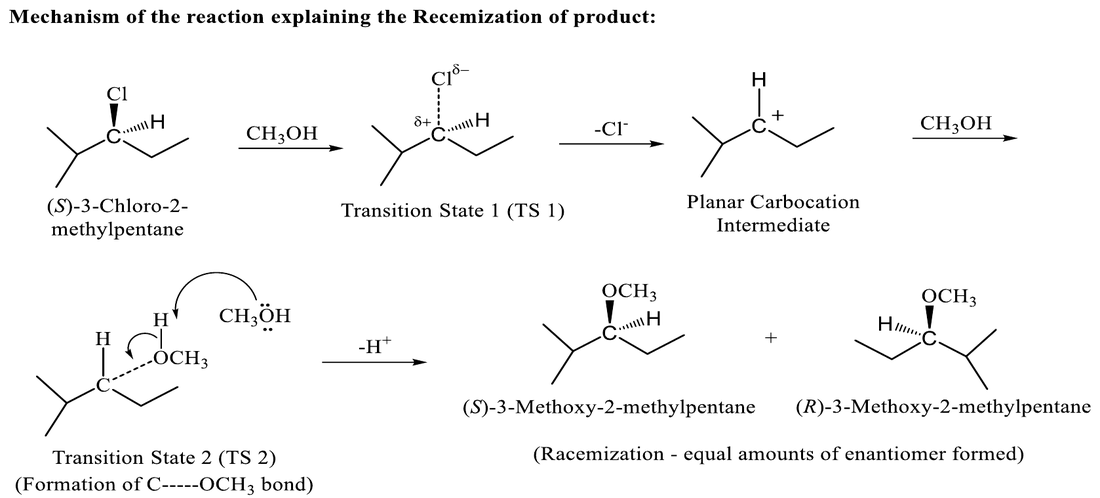 Mechanism of the reaction explaining the Recemization of product:
Cl
C
H
(S)-3-Chloro-2-
methylpentane
CH₃OH
Cl^δ−
δ+
C
H
Transition State 1 (TS 1)
-Cl⁻
H
C
+
Planar Carbocation
Intermediate
CH₃OH
H
C
H
OCH₃
CH₃ÖH
Transition State 2 (TS 2)
(Formation of C-----OCH₃ bond)
-H⁺
OCH₃
C
H
(S)-3-Methoxy-2-methylpentane
+
OCH₃
H
C
(R)-3-Methoxy-2-methylpentane
(Racemization - equal amounts of enantiomer formed)